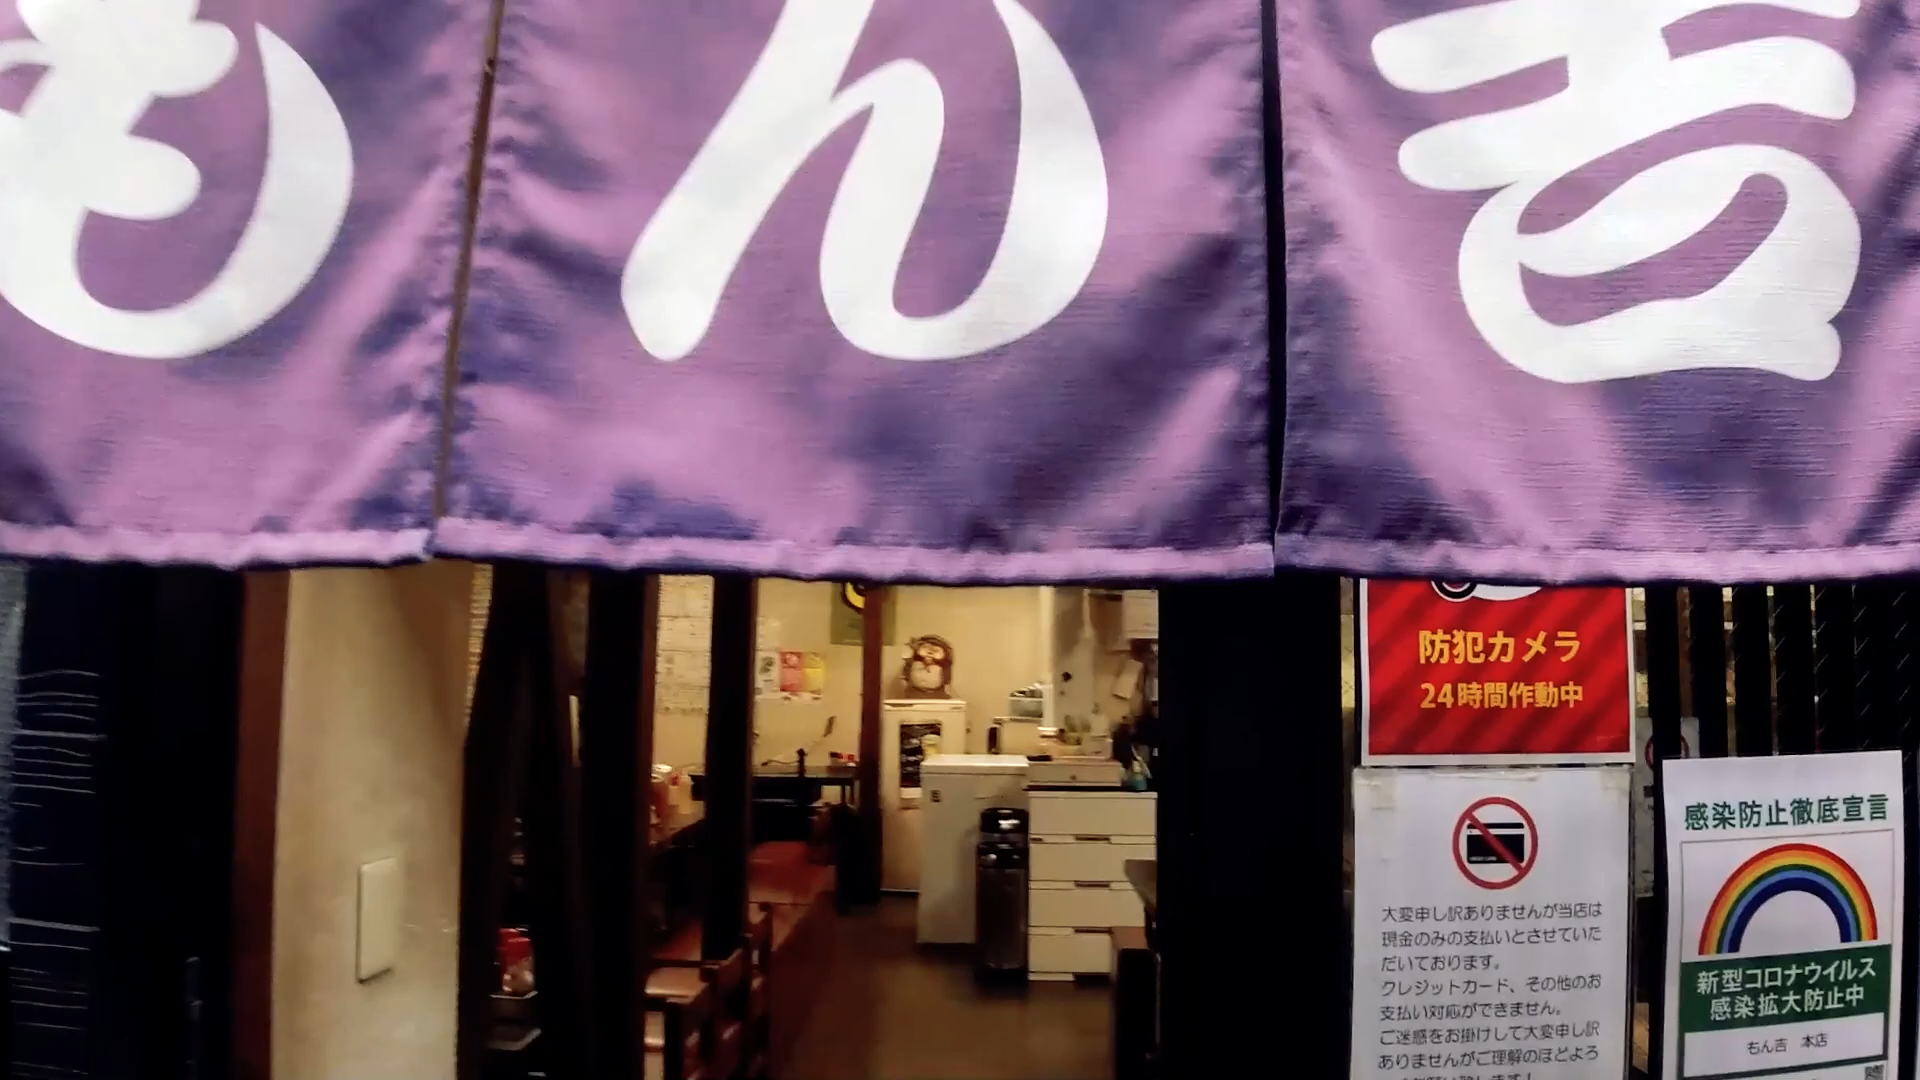 もん吉
防犯カメラ
24時間作動中
大変申し訳ありませんが当店は
現金のみの支払いとさせていた
だいております。
クレジットカード、その他のお
支払い対応ができません。
ご迷惑をお掛けして大変申し訳
ありませんがご理解のほどよろ
感染防止徹底宣言
新型コロナウイルス
感染拡大防止中
もん吉 本店